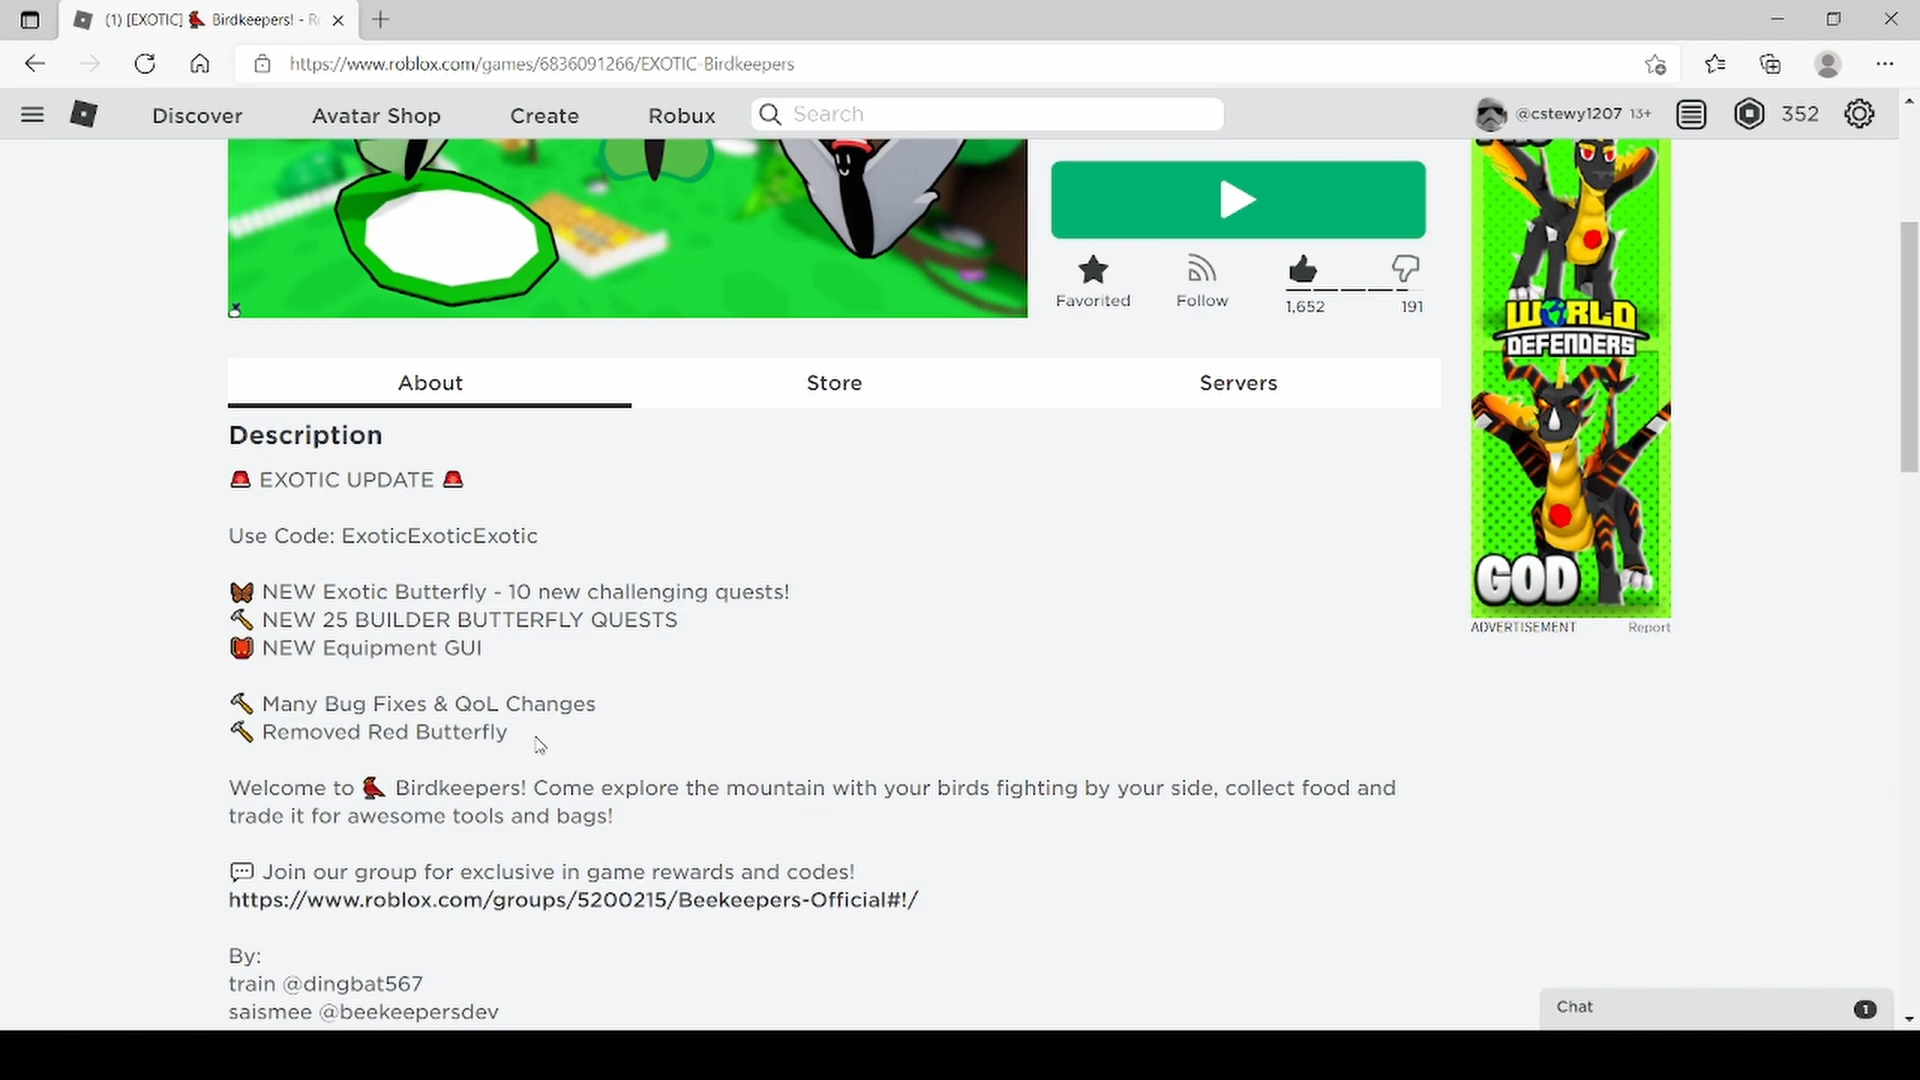 (1) [EXOTIC] 🐦 Birdkeepers! - Ro
https://www.roblox.com/games/6836091266/EXOTIC-Birdkeepers
Discover
Avatar Shop
Create
Robux
Search
@cstewy1207 13+
352
Favorited
Follow
1,652
191
WORLD
DEFENDERS
GOD
ADVERTISEMENT
Report
About
Store
Servers
Description
🚨 EXOTIC UPDATE 🚨
Use Code: ExoticExoticExotic
🦋 NEW Exotic Butterfly - 10 new challenging quests!
🔨 NEW 25 BUILDER BUTTERFLY QUESTS
🎒 NEW Equipment GUI
🔨 Many Bug Fixes & QoL Changes
🔨 Removed Red Butterfly
Welcome to 🐦 Birdkeepers! Come explore the mountain with your birds fighting by your side, collect food and
trade it for awesome tools and bags!
💬 Join our group for exclusive in game rewards and codes!
https://www.roblox.com/groups/5200215/Beekeepers-Official#!/
By:
train @dingbat567
saismee @beekeepersdev
Chat
1